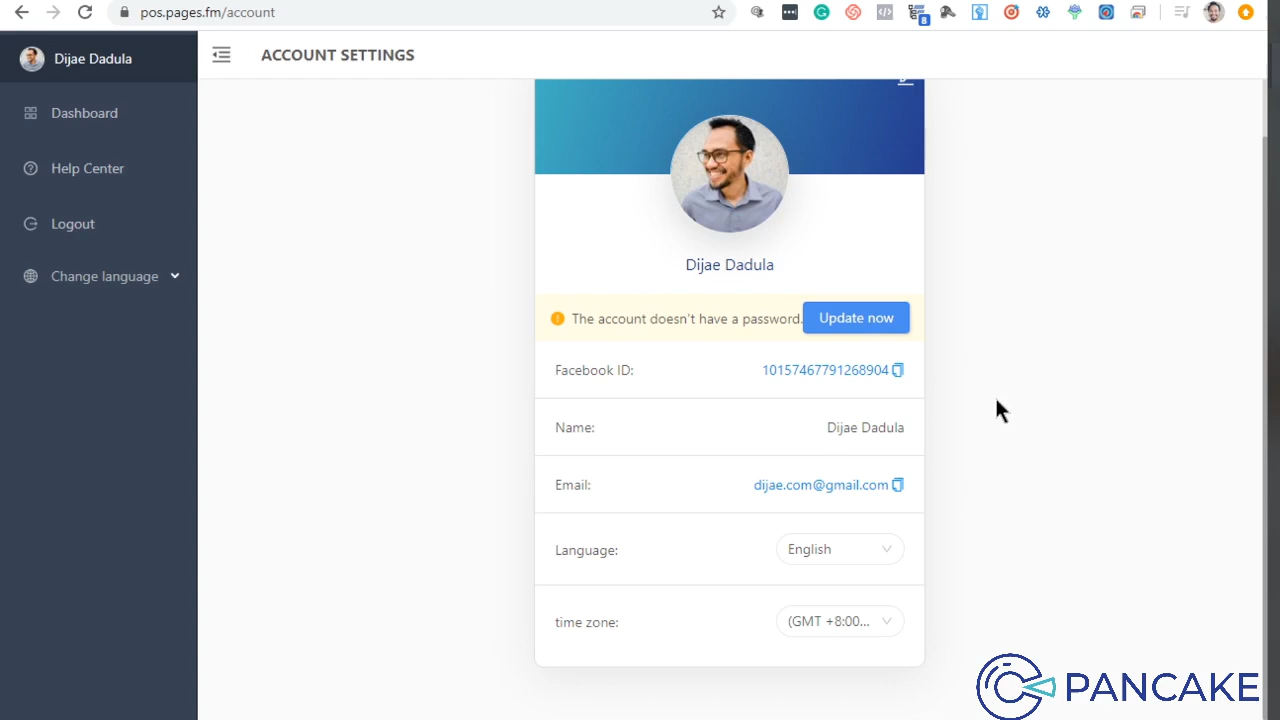 pos.pages.fm/account
8
Dijae Dadula
ACCOUNT SETTINGS
Dashboard
Help Center
Logout
Change language
Dijae Dadula
The account doesn't have a password.
Update now
Facebook ID:
10157467791268904
Name:
Dijae Dadula
Email:
dijae.com@gmail.com
Language:
English
time zone:
(GMT +8:00...
PANCAKE